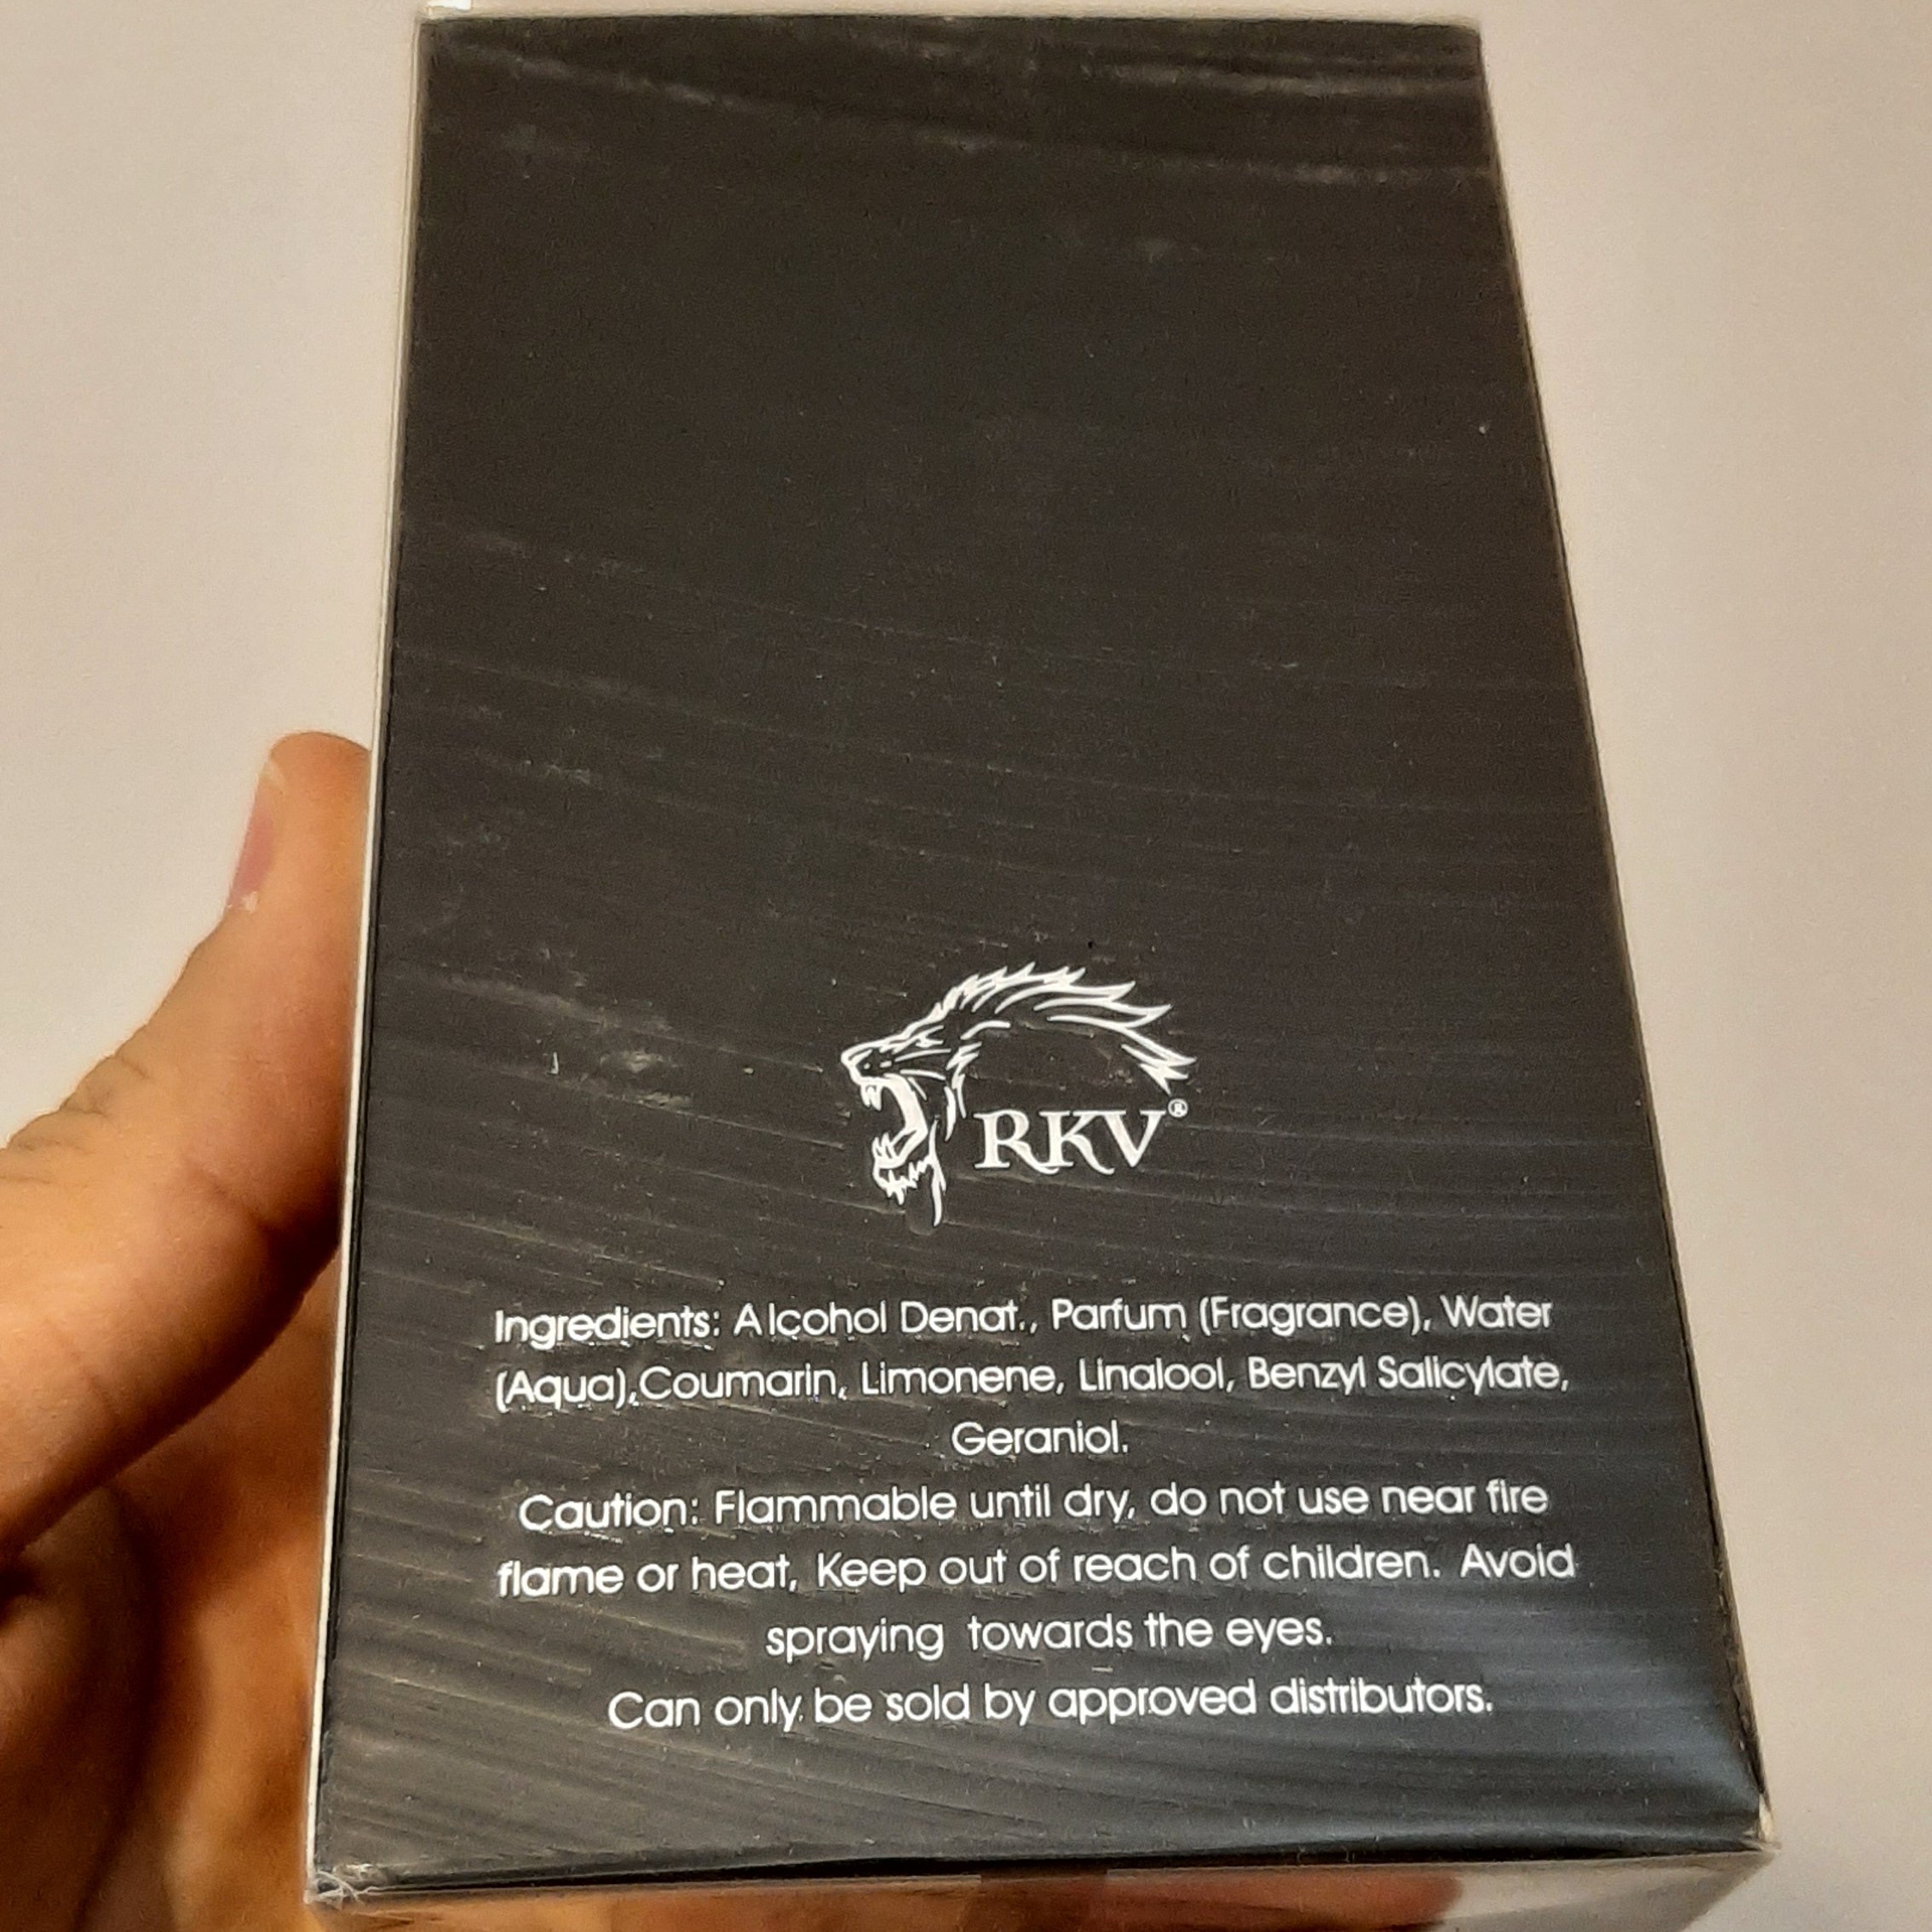 RKV®
Ingredients: Alcohol Denat., Parfum (Fragrance), Water
(Aqua),Coumarin, Limonene, Linalool, Benzyl Salicylate,
Geraniol.
Caution: Flammable until dry, do not use near fire
flame or heat, Keep out of reach of children. Avoid
spraying towards the eyes.
Can only be sold by approved distributors.